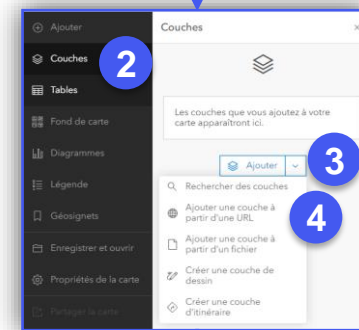 Ajouter
Couches
Tables
Fond de carte
Diagrammes
Légende
Géosignets
Enregistrer et ouvrir
Propriétés de la carte
Partager la carte
2
Couches
×
Les couches que vous ajoutez à votre
carte apparaîtront ici.
Ajouter
3
Rechercher des couches
Ajouter une couche à
partir d'une URL
4
Ajouter une couche à
partir d'un fichier
Créer une couche de
dessin
Créer une couche
d'itinéraire